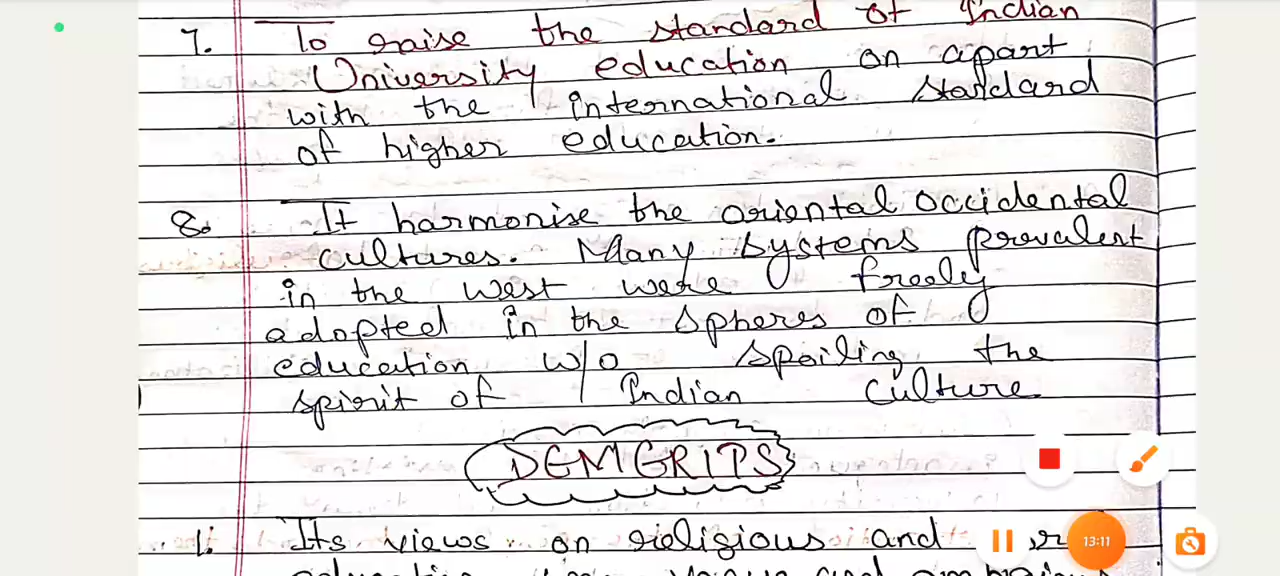 7. To raise the standard of Indian
University education on apart
with the international standard
of higher education.
8. It harmonise the oriental occidental
cultures. Many systems prevalent
in the west were freely
adopted in the spheres of
education w/o spoiling the
spirit of Indian culture
DEMERITS
1. Its views on religious and
13:11